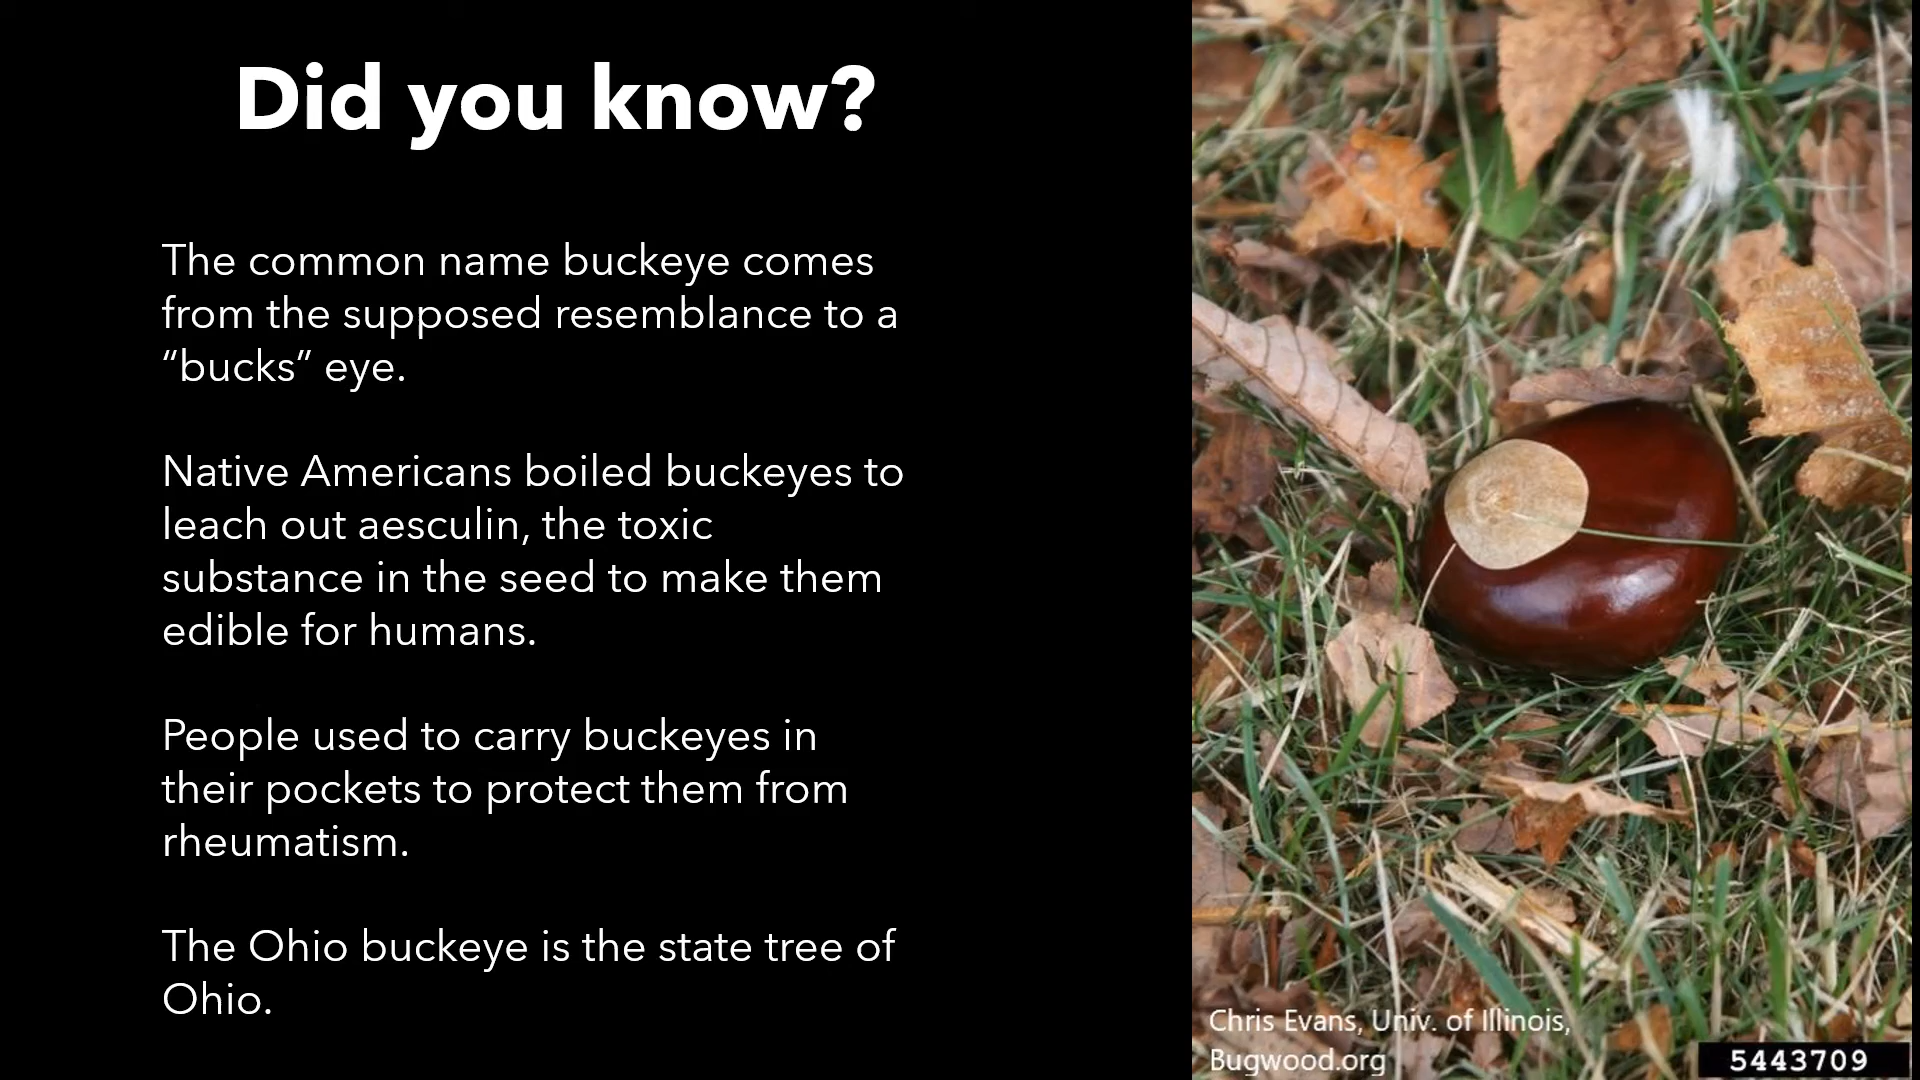 Did you know?
The common name buckeye comes
from the supposed resemblance to a
“bucks” eye.
Native Americans boiled buckeyes to
leach out aesculin, the toxic
substance in the seed to make them
edible for humans.
People used to carry buckeyes in
their pockets to protect them from
rheumatism.
The Ohio buckeye is the state tree of
Ohio.
Chris Evans, Univ. of Illinois,
Bugwood.org
5443709